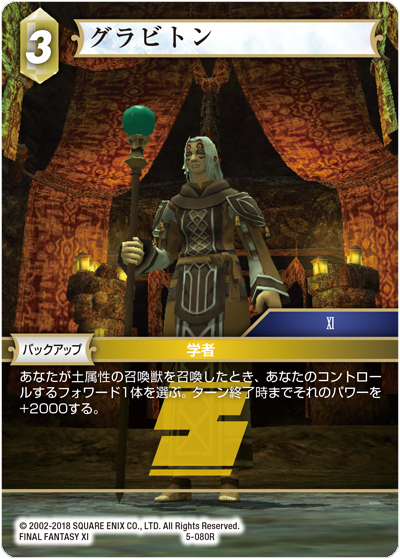 3
グラビトン
XI
バックアップ
学者
あなたが土属性の召喚獣を召喚したとき、あなたのコントロー
ルするフォワード1体を選ぶ。ターン終了時までそれのパワーを
+2000する。
© 2002-2018 SQUARE ENIX CO., LTD. All Rights Reserved.
FINAL FANTASY XI
5-080R